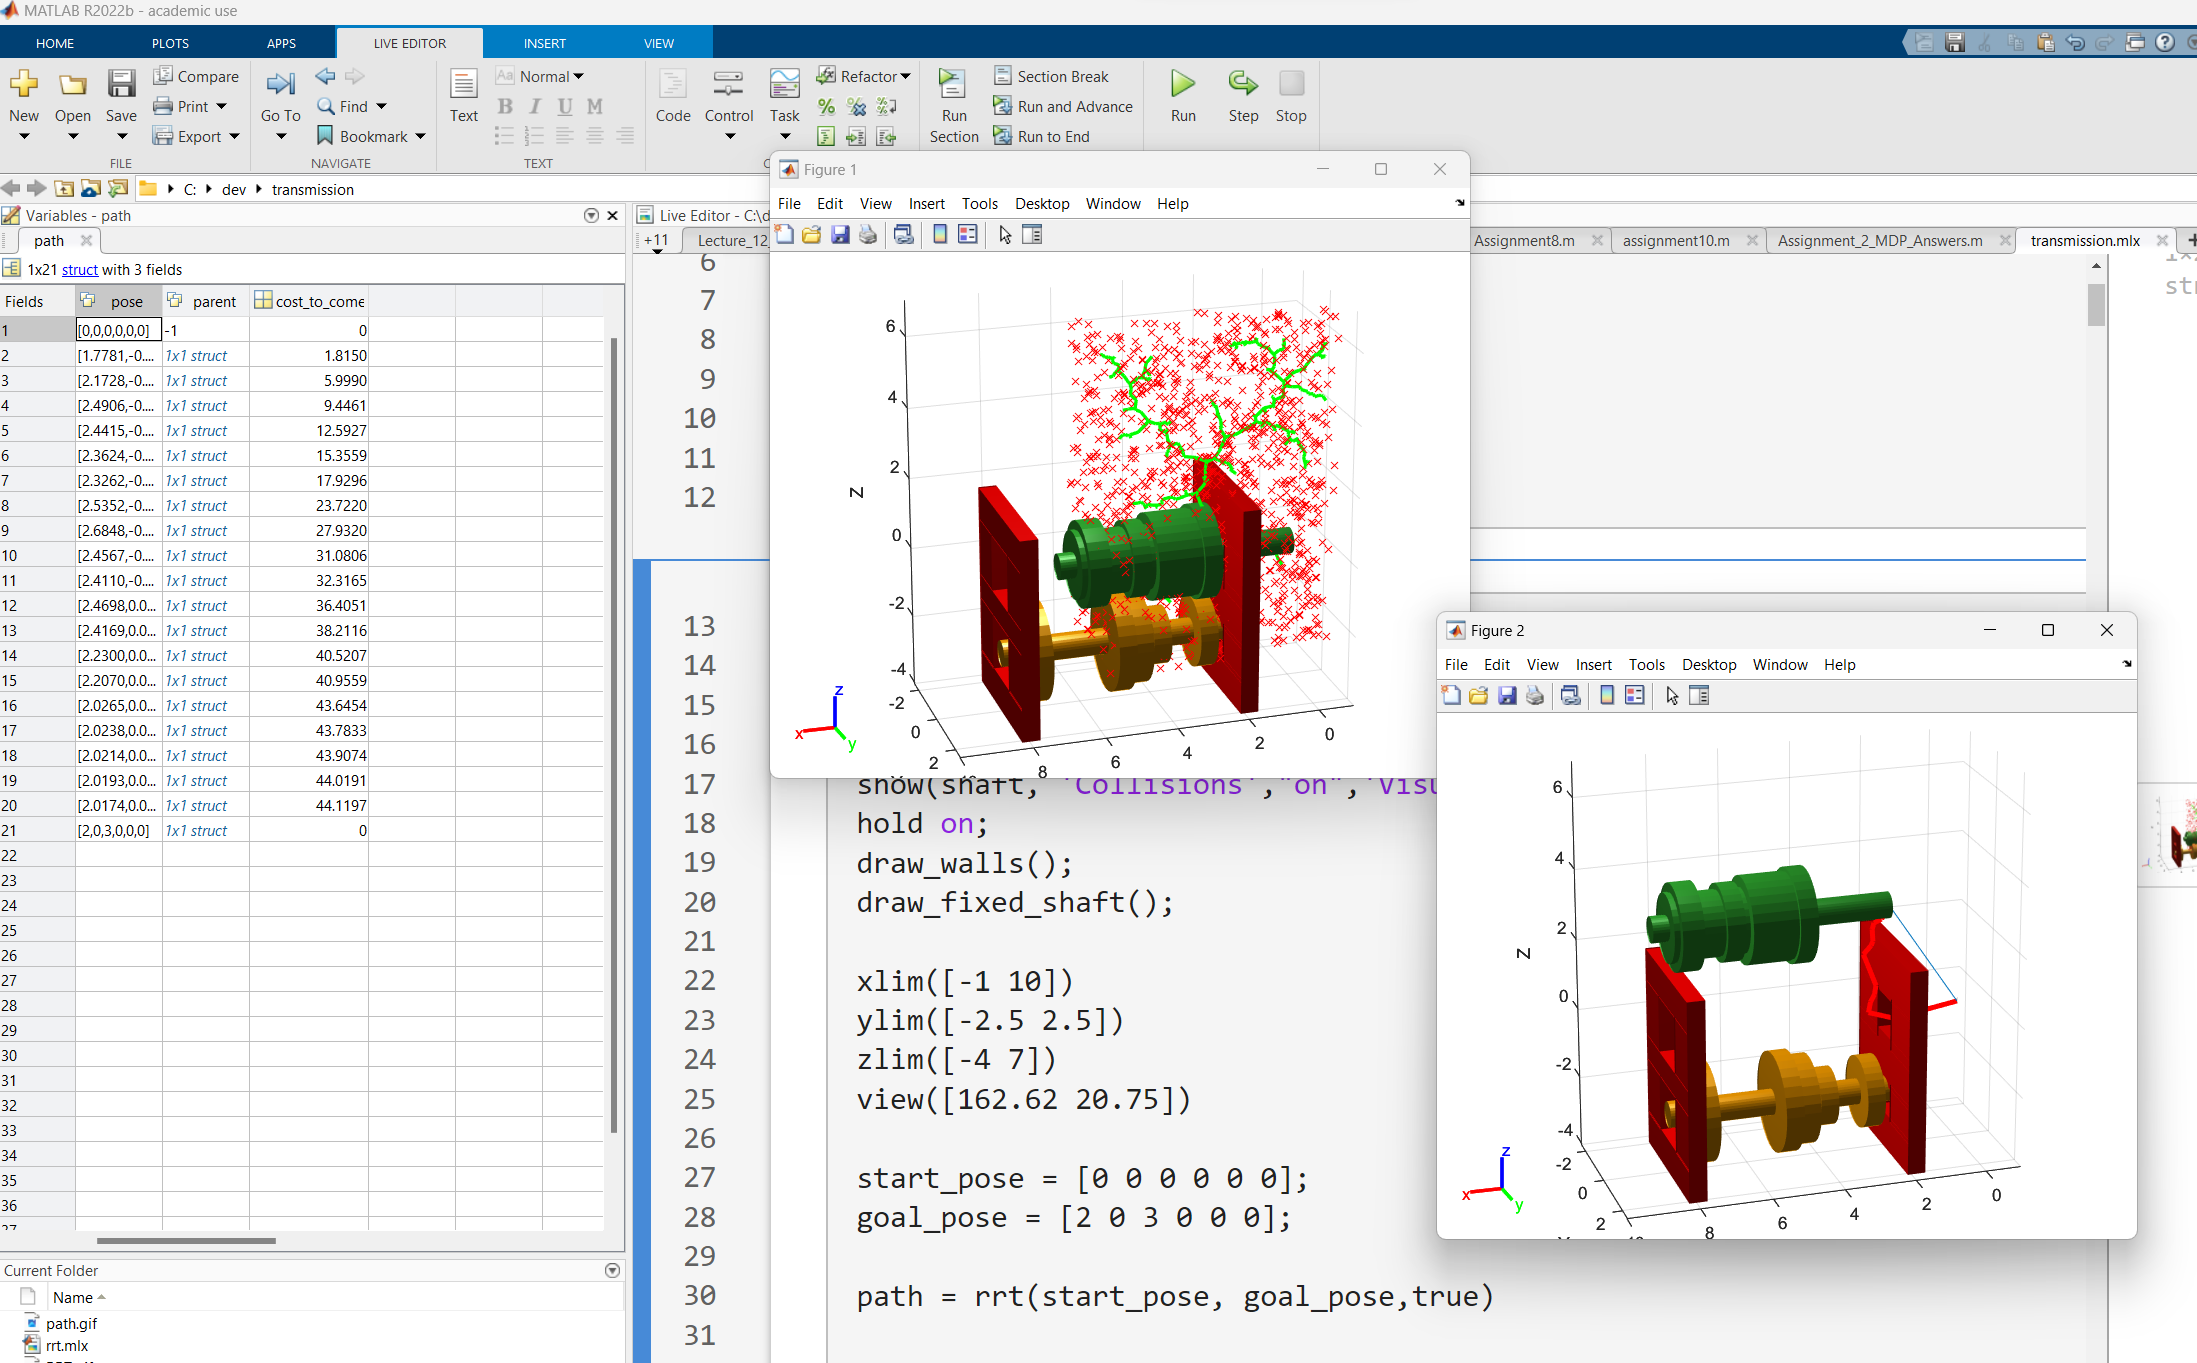 MATLAB R2022b - academic use
HOME PLOTS APPS LIVE EDITOR INSERT VIEW
New Open Save Compare Print Export
FILE
Go To Find Bookmark
NAVIGATE
Text Aa Normal B I U M
TEXT
Code Control Task Refactor
Run Section Section Break Run and Advance Run to End
Run Step Stop
C: dev transmission
Variables - path
path
1x21 struct with 3 fields
Fields pose parent cost_to_come
1 [0,0,0,0,0,0] -1 0
2 [1.7781,-0.... 1x1 struct 1.8150
3 [2.1728,-0.... 1x1 struct 5.9990
4 [2.4906,-0.... 1x1 struct 9.4461
5 [2.4415,-0.... 1x1 struct 12.5927
6 [2.3624,-0.... 1x1 struct 15.3559
7 [2.3262,-0.... 1x1 struct 17.9296
8 [2.5352,-0.... 1x1 struct 23.7220
9 [2.6848,-0.... 1x1 struct 27.9320
10 [2.4567,-0.... 1x1 struct 31.0806
11 [2.4110,-0.... 1x1 struct 32.3165
12 [2.4698,0.0... 1x1 struct 36.4051
13 [2.4169,0.0... 1x1 struct 38.2116
14 [2.2300,0.0... 1x1 struct 40.5207
15 [2.2070,0.0... 1x1 struct 40.9559
16 [2.0265,0.0... 1x1 struct 43.6454
17 [2.0238,0.0... 1x1 struct 43.7833
18 [2.0214,0.0... 1x1 struct 43.9074
19 [2.0193,0.0... 1x1 struct 44.0191
20 [2.0174,0.0... 1x1 struct 44.1197
21 [2,0,3,0,0,0] 1x1 struct 0
22
23
24
25
26
27
28
29
30
31
32
33
34
35
36
37
Current Folder
Name
path.gif
rrt.mlx
Live Editor - C:\d
+11 Lecture_12_ Assignment8.m assignment10.m Assignment_2_MDP_Answers.m transmission.mlx
6
7
8
9
10
11
12
13
14
15
16
17 show(shaft, 'Collisions',"on",'Visu
18 hold on;
19 draw_walls();
20 draw_fixed_shaft();
21
22 xlim([-1 10])
23 ylim([-2.5 2.5])
24 zlim([-4 7])
25 view([162.62 20.75])
26
27 start_pose = [0 0 0 0 0 0];
28 goal_pose = [2 0 3 0 0 0];
29
30 path = rrt(start_pose, goal_pose,true)
31
Figure 1
File Edit View Insert Tools Desktop Window Help
6
4
2
Z
0
-2
-4
-2
0
2
8 6 4 2 0
z
x
y
Figure 2
File Edit View Insert Tools Desktop Window Help
6
4
2
Z
0
-2
-4
-2
0
2
8 6 4 2 0
z
x
y